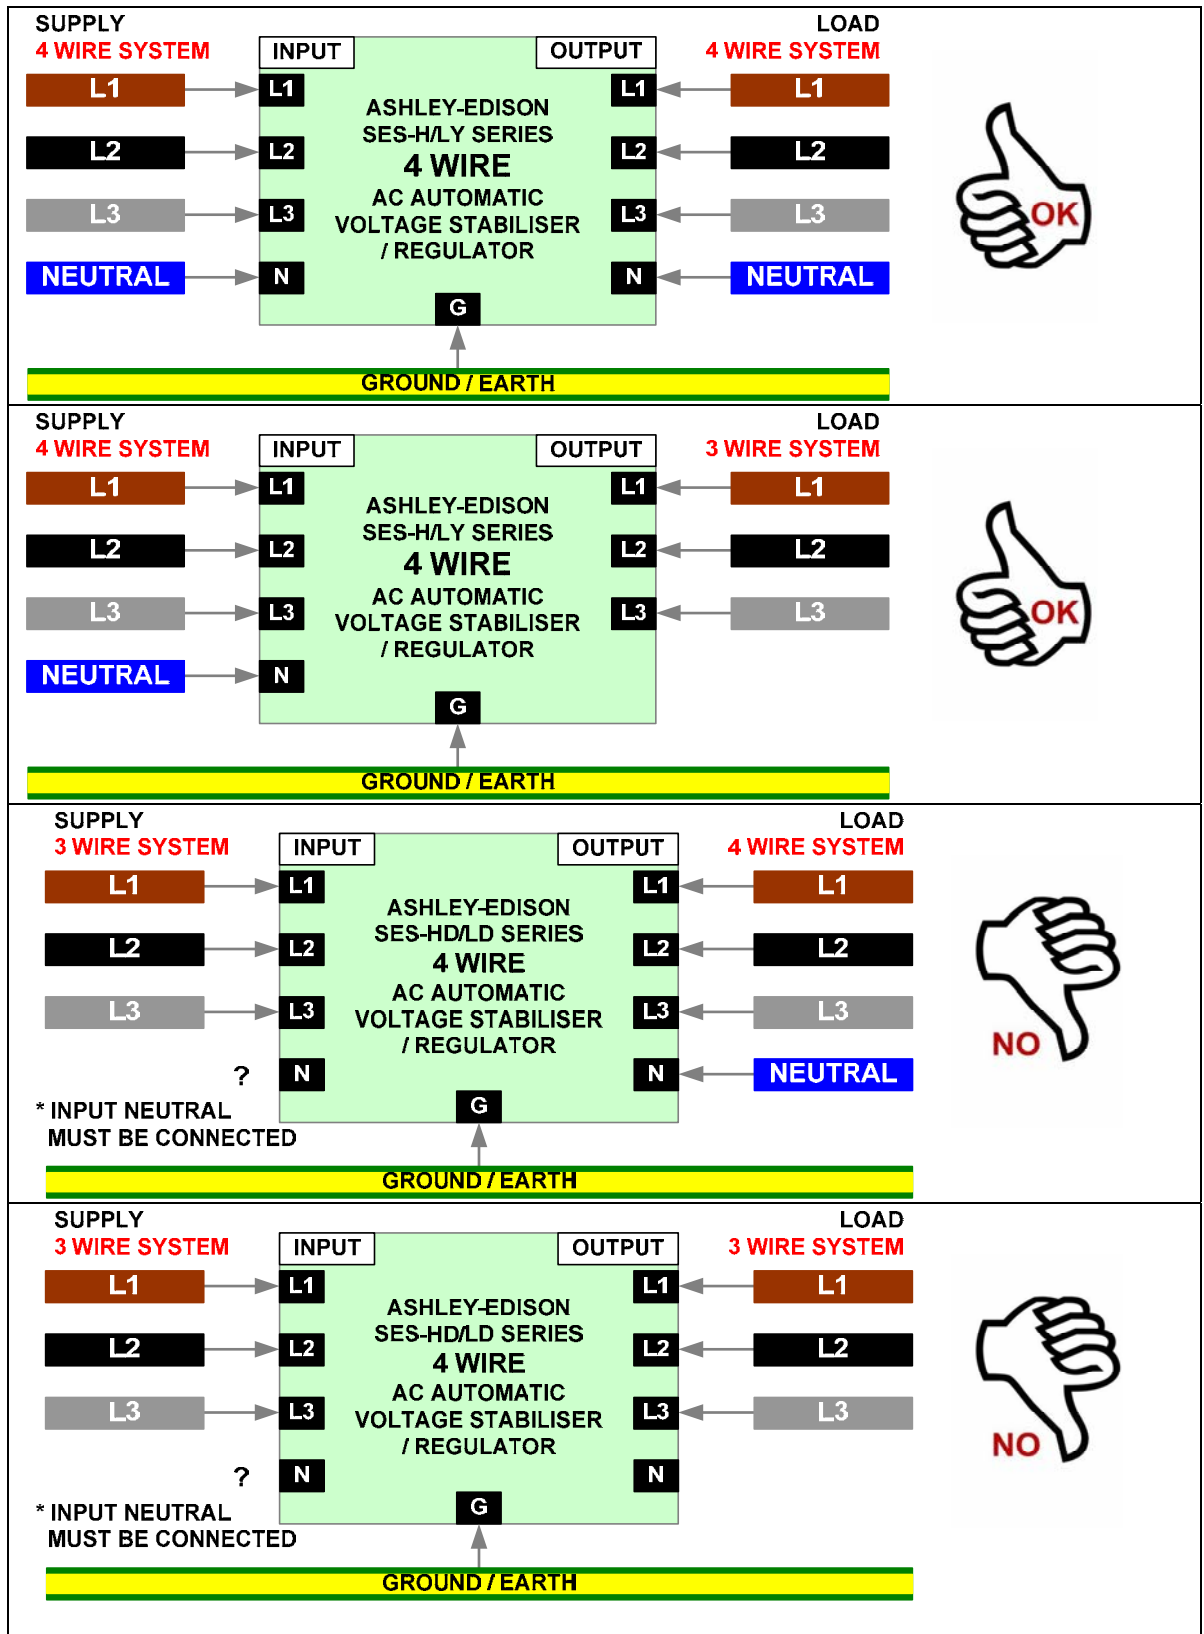 SUPPLY LOAD
4 WIRE SYSTEM INPUT OUTPUT 4 WIRE SYSTEM
L1 L1 L1 L1
ASHLEY-EDISON
SES-H/LY SERIES
L2 L2 4 WIRE L2 L2
AC AUTOMATIC
L3 L3 VOLTAGE STABILISER L3 L3 OK
/ REGULATOR
NEUTRAL N N NEUTRAL
G
GROUND / EARTH
SUPPLY LOAD
4 WIRE SYSTEM INPUT OUTPUT 3 WIRE SYSTEM
L1 L1 L1 L1
ASHLEY-EDISON
SES-H/LY SERIES
L2 L2 4 WIRE L2 L2
AC AUTOMATIC
L3 L3 VOLTAGE STABILISER L3 L3 OK
/ REGULATOR
NEUTRAL N
G
GROUND / EARTH
SUPPLY LOAD
3 WIRE SYSTEM INPUT OUTPUT 4 WIRE SYSTEM
L1 L1 L1 L1
ASHLEY-EDISON
SES-HD/LD SERIES
L2 L2 4 WIRE L2 L2
AC AUTOMATIC
L3 L3 VOLTAGE STABILISER L3 L3
/ REGULATOR NO
? N N NEUTRAL
* INPUT NEUTRAL G
MUST BE CONNECTED
GROUND / EARTH
SUPPLY LOAD
3 WIRE SYSTEM INPUT OUTPUT 3 WIRE SYSTEM
L1 L1 L1 L1
ASHLEY-EDISON
SES-HD/LD SERIES
L2 L2 4 WIRE L2 L2
AC AUTOMATIC
L3 L3 VOLTAGE STABILISER L3 L3
/ REGULATOR NO
? N N
* INPUT NEUTRAL G
MUST BE CONNECTED
GROUND / EARTH